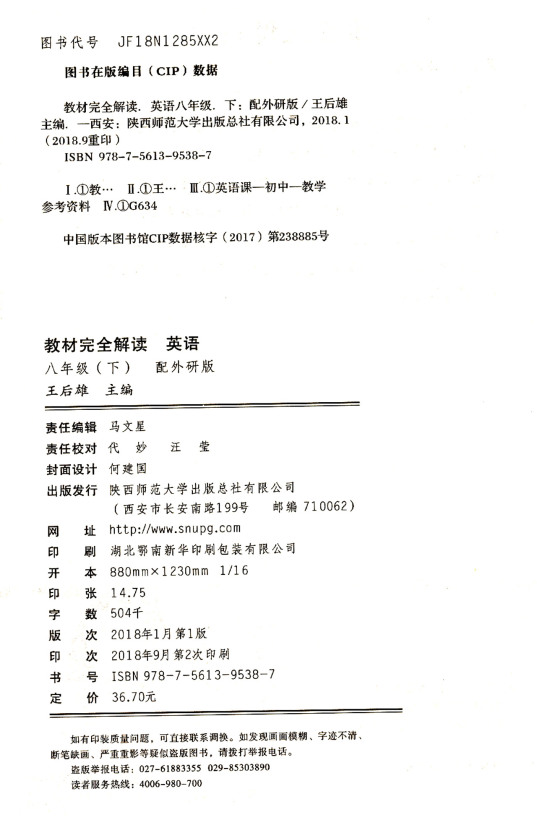 图书代号 JF18N1285XX2
图书在版编目(CIP)数据
教材完全解读. 英语八年级. 下: 配外研版/王后雄
主编. —西安: 陕西师范大学出版总社有限公司, 2018.1
(2018.9重印)
ISBN 978-7-5613-9538-7
Ⅰ.①教… Ⅱ.①王… Ⅲ.①英语课—初中—教学
参考资料 Ⅳ.①G634
中国版本图书馆CIP数据核字(2017)第238885号
教材完全解读 英语
八年级(下) 配外研版
王后雄 主编
责任编辑 马文星
责任校对 代 妙 汪 莹
封面设计 何建国
出版发行 陕西师范大学出版总社有限公司
(西安市长安南路199号 邮编 710062)
网 址 http://www.snupg.com
印 刷 湖北鄂南新华印刷包装有限公司
开 本 880mm×1230mm 1/16
印 张 14.75
字 数 504千
版 次 2018年1月第1版
印 次 2018年9月第2次印刷
书 号 ISBN 978-7-5613-9538-7
定 价 36.70元
如有印装质量问题, 可直接联系调换。如发现画面模糊、字迹不清、
断笔缺画、严重重影等疑似盗版图书, 请拨打举报电话。
盗版举报电话: 027-61883355 029-85303890
读者服务热线: 4006-980-700